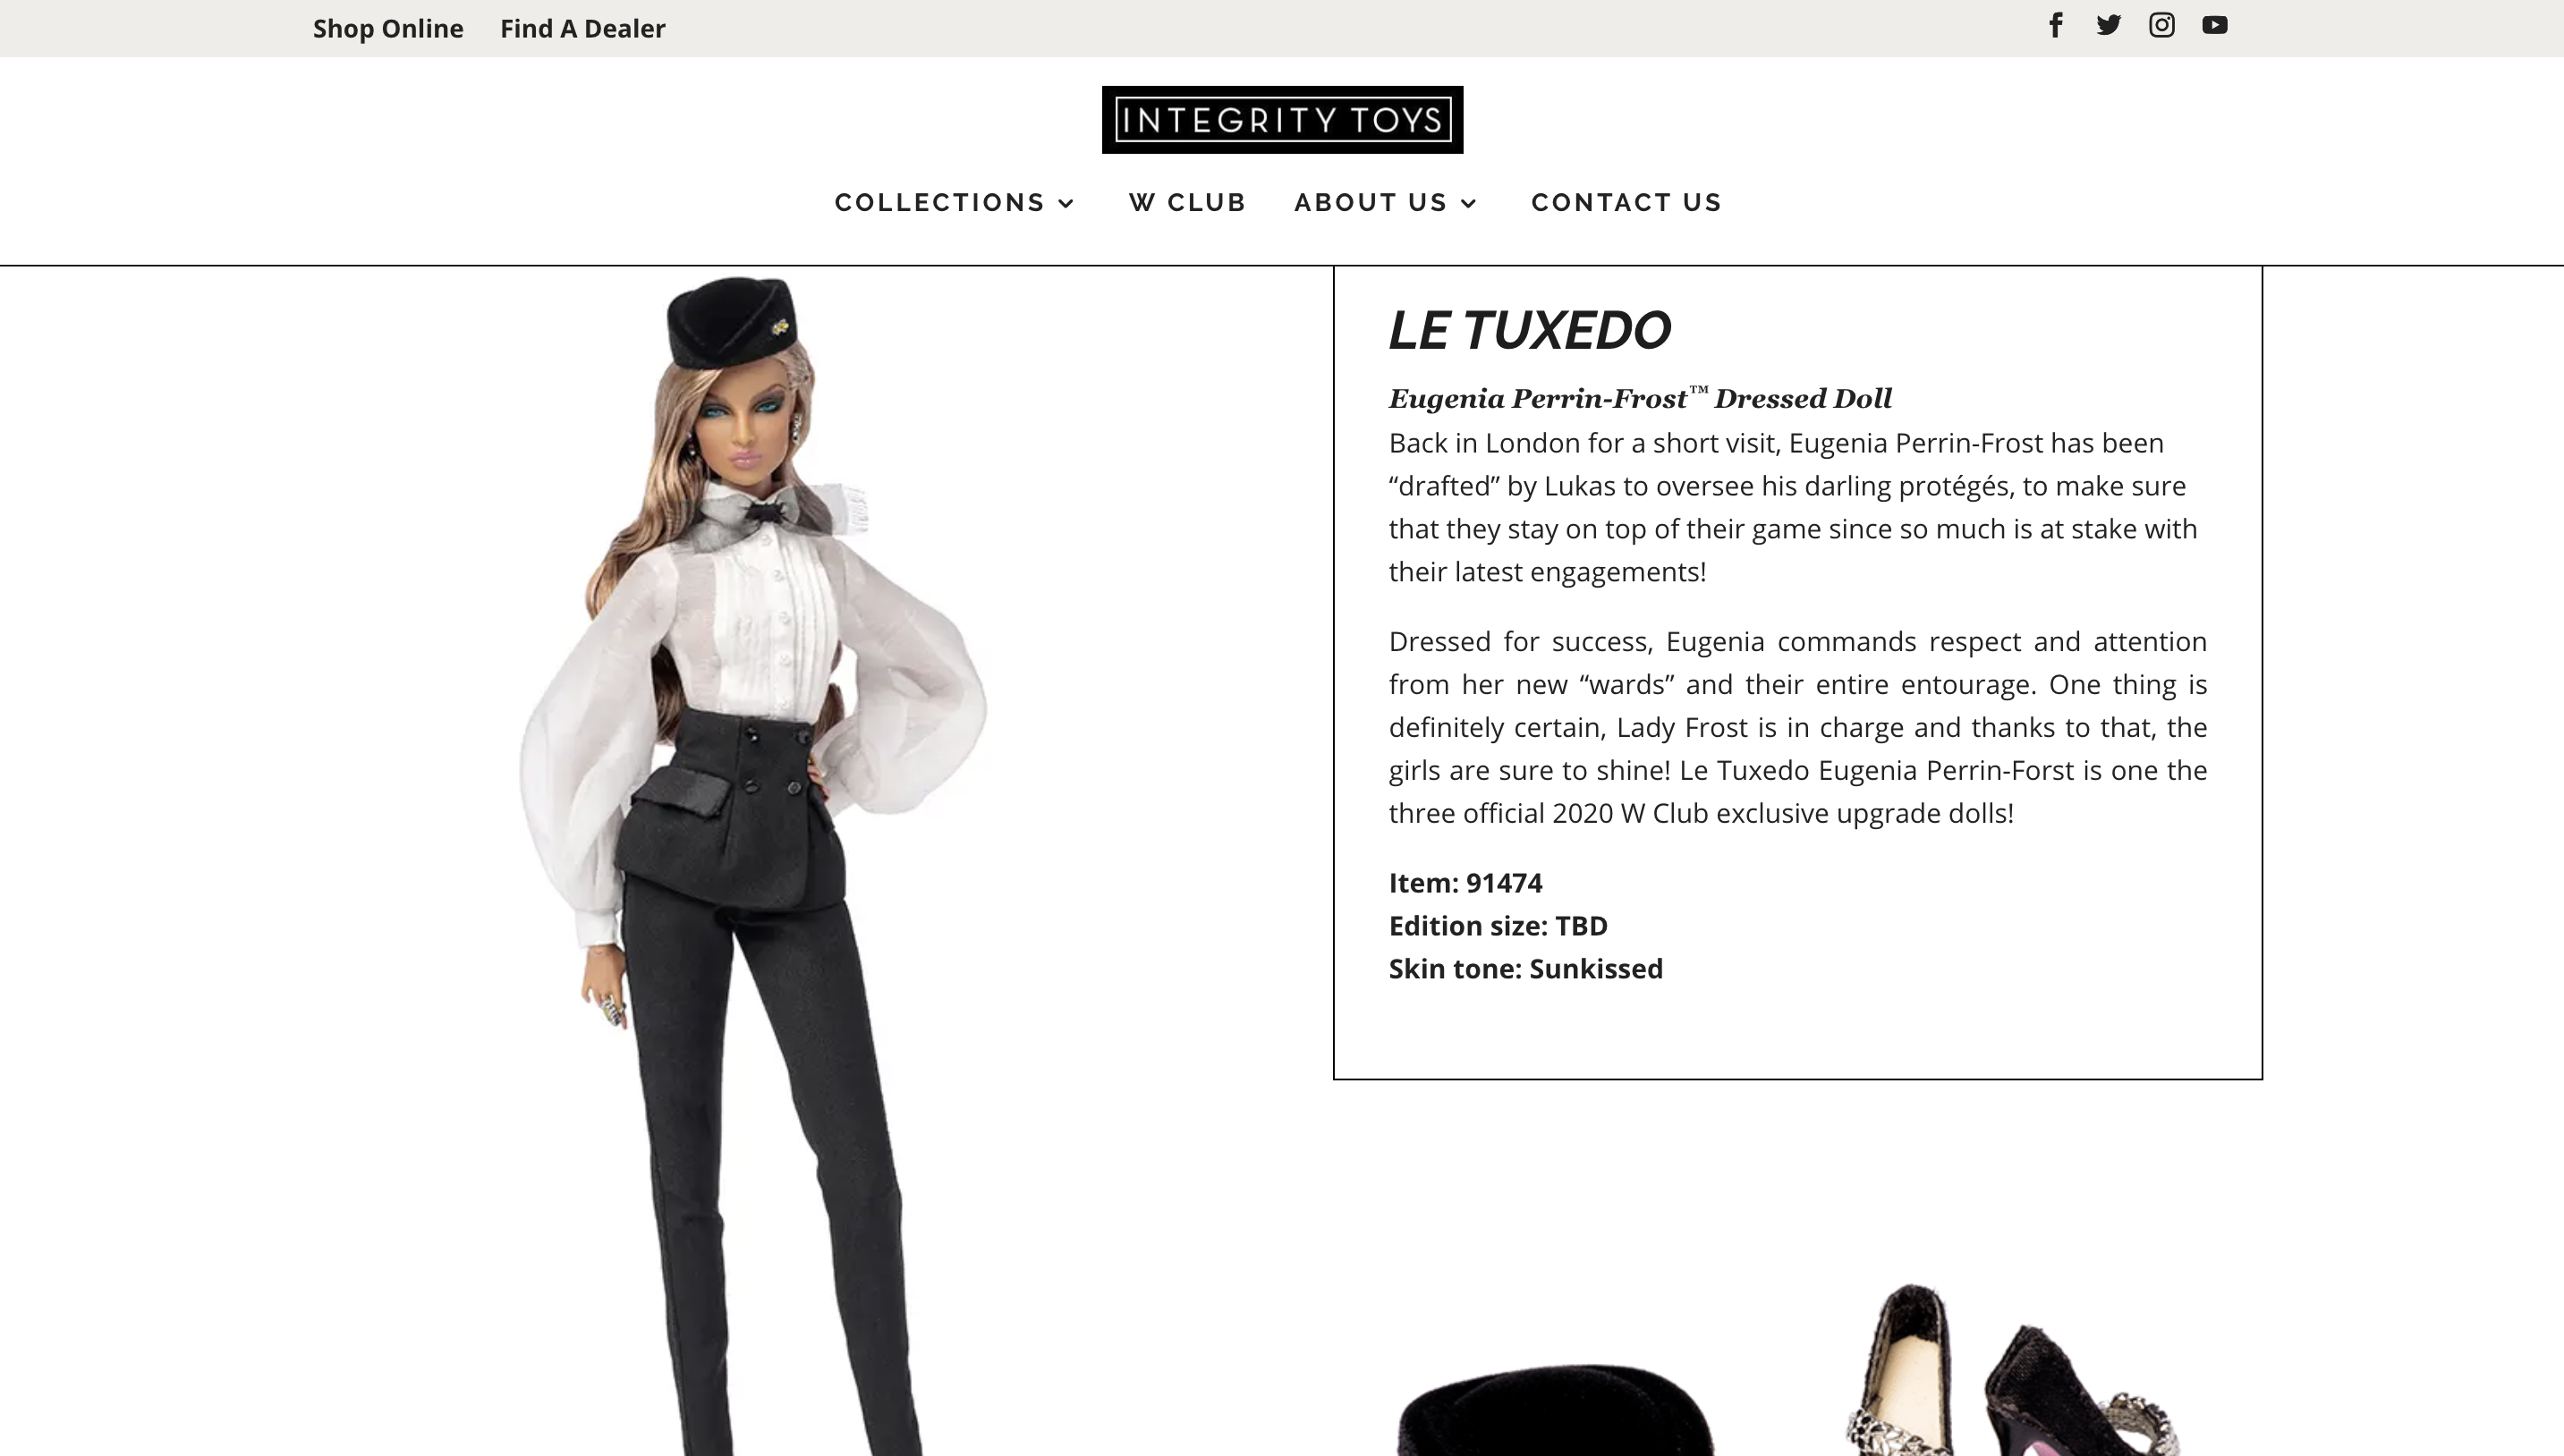 Shop Online Find A Dealer
INTEGRITY TOYS
COLLECTIONS W CLUB ABOUT US CONTACT US
LE TUXEDO
Eugenia Perrin-Frost™ Dressed Doll
Back in London for a short visit, Eugenia Perrin-Frost has been
“drafted” by Lukas to oversee his darling protégés, to make sure
that they stay on top of their game since so much is at stake with
their latest engagements!
Dressed for success, Eugenia commands respect and attention
from her new “wards” and their entire entourage. One thing is
definitely certain, Lady Frost is in charge and thanks to that, the
girls are sure to shine! Le Tuxedo Eugenia Perrin-Forst is one the
three official 2020 W Club exclusive upgrade dolls!
Item: 91474
Edition size: TBD
Skin tone: Sunkissed